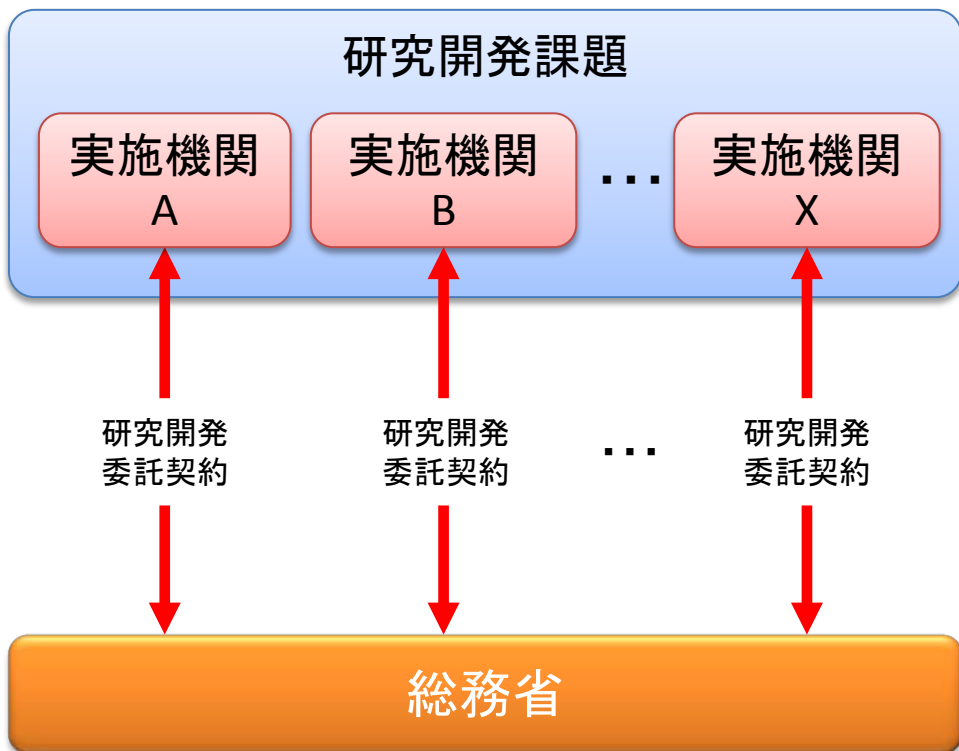 研究開発課題
実施機関
A
実施機関
B
…
実施機関
X
研究開発
委託契約
研究開発
委託契約
…
研究開発
委託契約
総務省